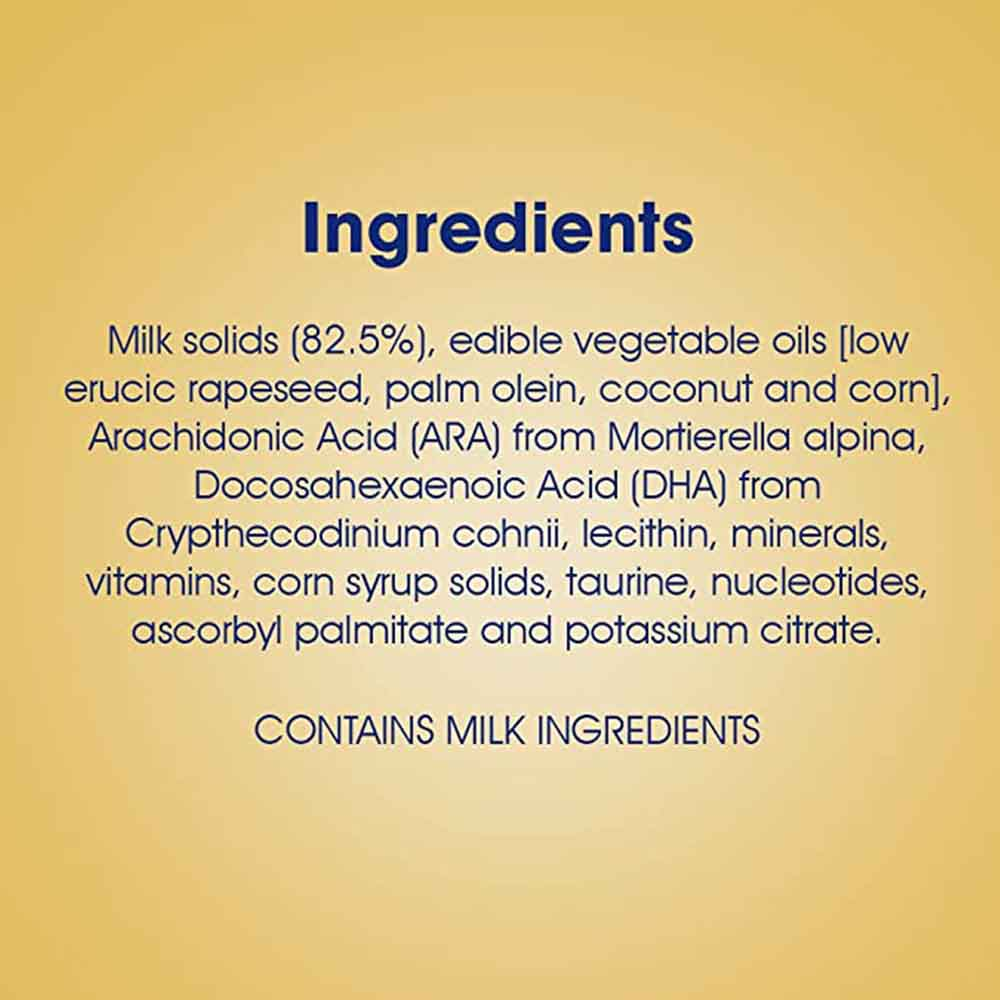 Ingredients
Milk solids (82.5%), edible vegetable oils [low
erucic rapeseed, palm olein, coconut and corn],
Arachidonic Acid (ARA) from Mortierella alpina,
Docosahexaenoic Acid (DHA) from
Crypthecodinium cohnii, lecithin, minerals,
vitamins, corn syrup solids, taurine, nucleotides,
ascorbyl palmitate and potassium citrate.
CONTAINS MILK INGREDIENTS